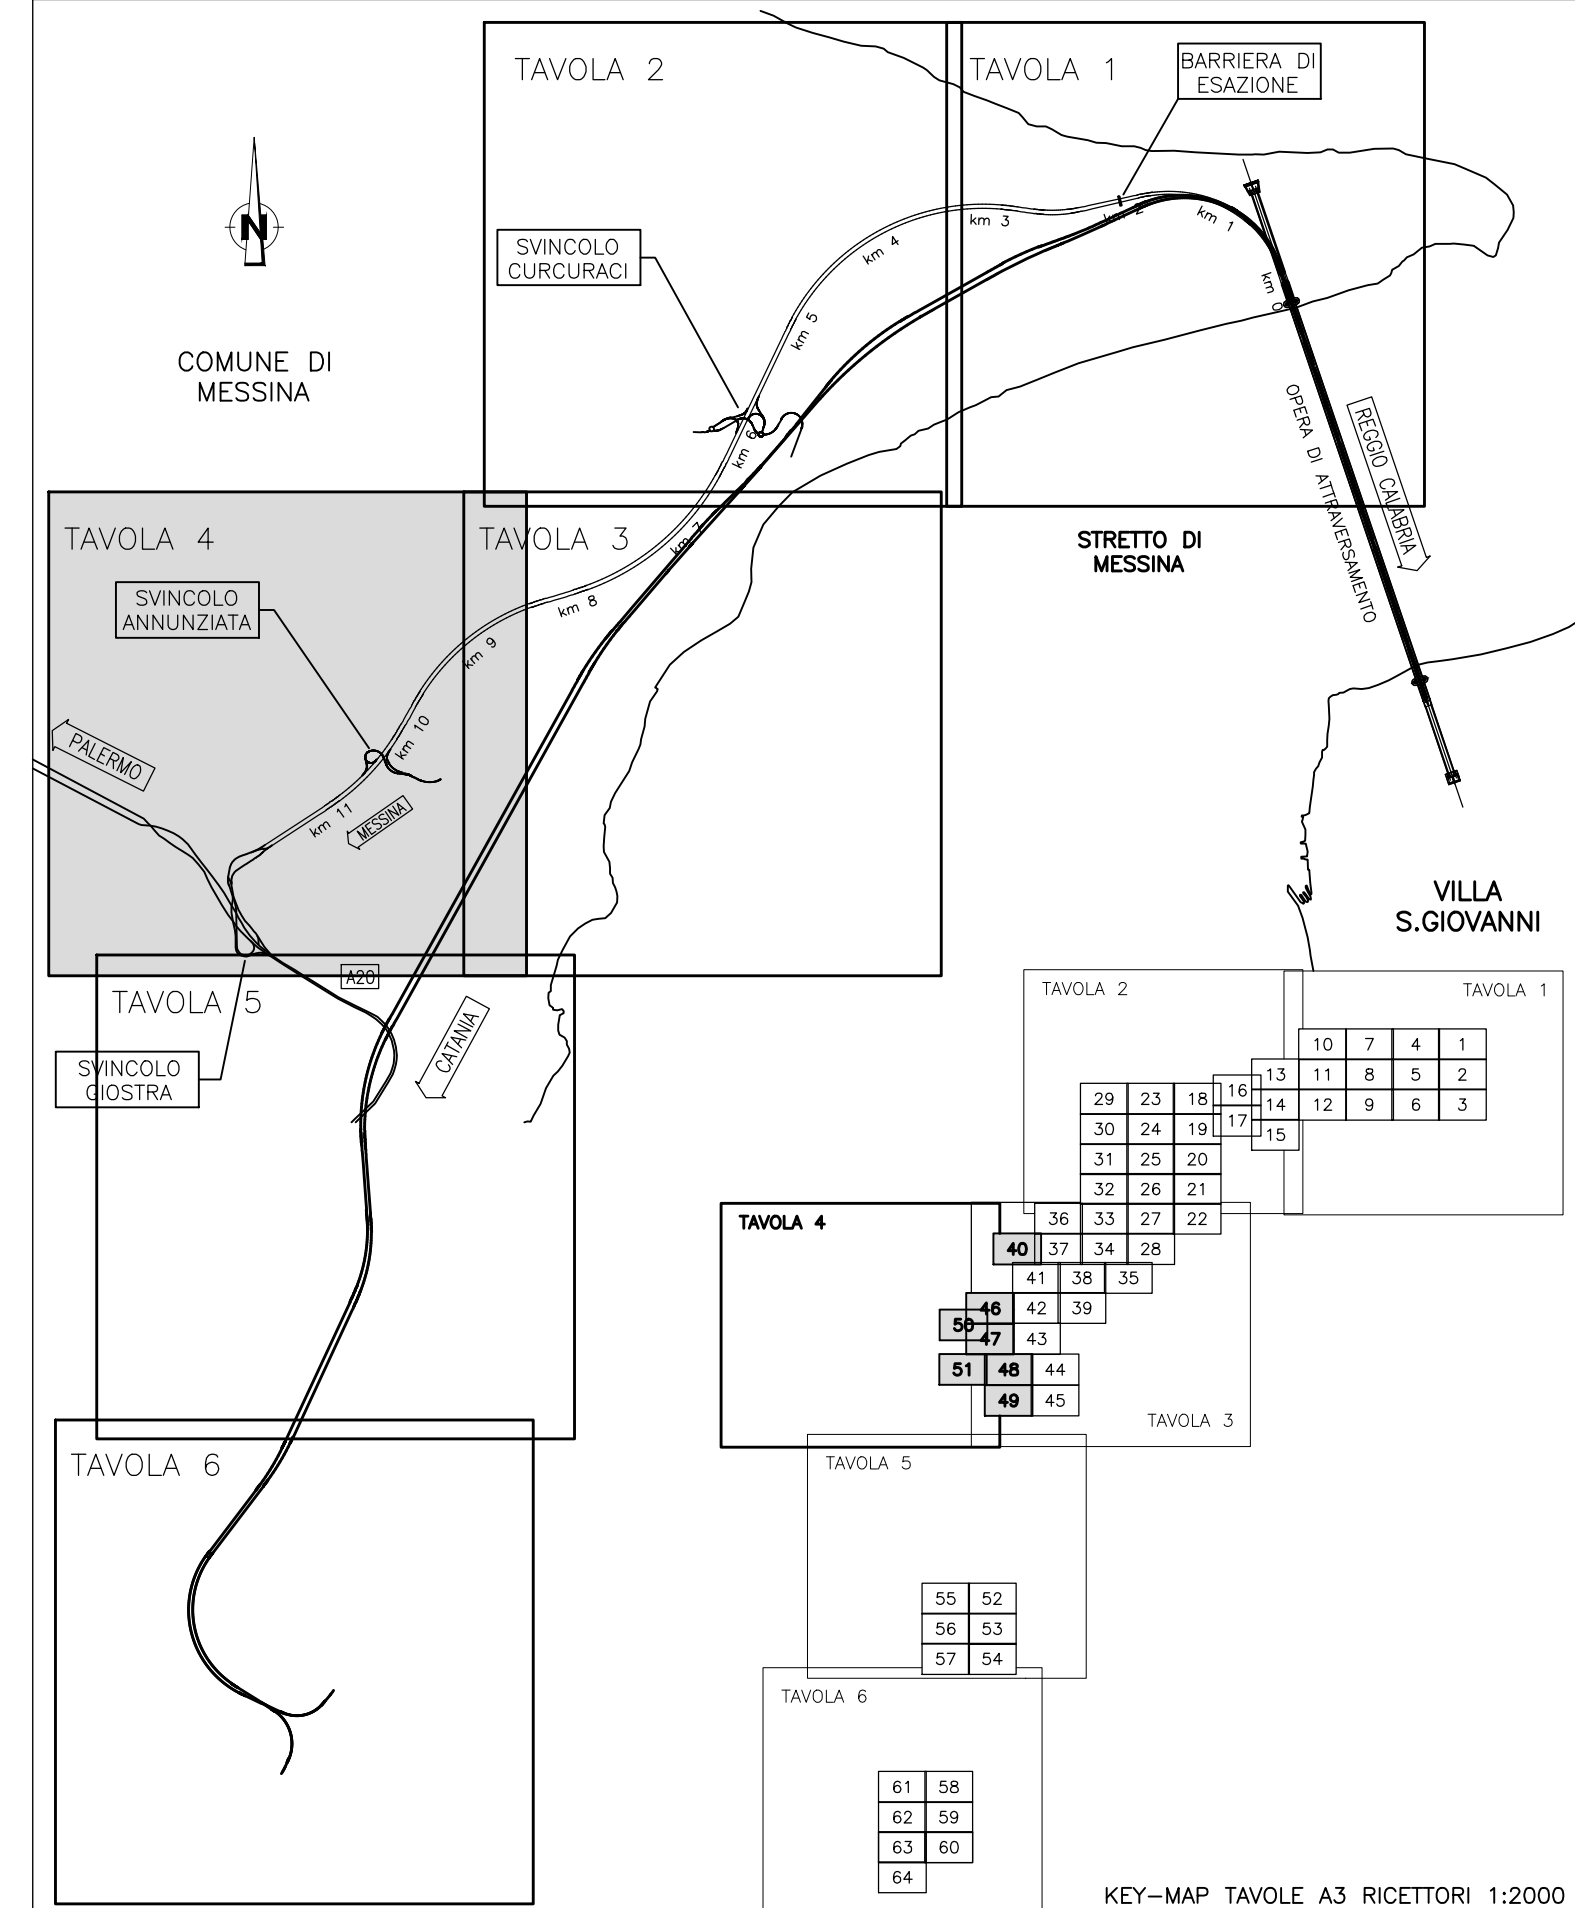 TAVOLA 2
TAVOLA 1
BARRIERA DI
ESAZIONE
N
SVINCOLO
CURCURACI
km 0
km 1
km 2
km 3
km 4
km 5
km 6
km 7
km 8
km 9
km 10
km 11
COMUNE DI
MESSINA
OPERA DI ATTRAVERSAMENTO
REGGIO CALABRIA
STRETTO DI
MESSINA
TAVOLA 4
TAVOLA 3
SVINCOLO
ANNUNZIATA
PALERMO
MESSINA
VILLA
S.GIOVANNI
A20
TAVOLA 5
CATANIA
SVINCOLO
GIOSTRA
TAVOLA 6
TAVOLA 2
TAVOLA 1
10 7 4 1
13 11 8 5 2
16 14 12 9 6 3
17 15
29 23 18
30 24 19
31 25 20
32 26 21
36 33 27 22
TAVOLA 4
40 37 34 28
41 38 35
46 42 39
50 47 43
51 48 44
49 45
TAVOLA 3
TAVOLA 5
55 52
56 53
57 54
TAVOLA 6
61 58
62 59
63 60
64
KEY-MAP TAVOLE A3 RICETTORI 1:2000